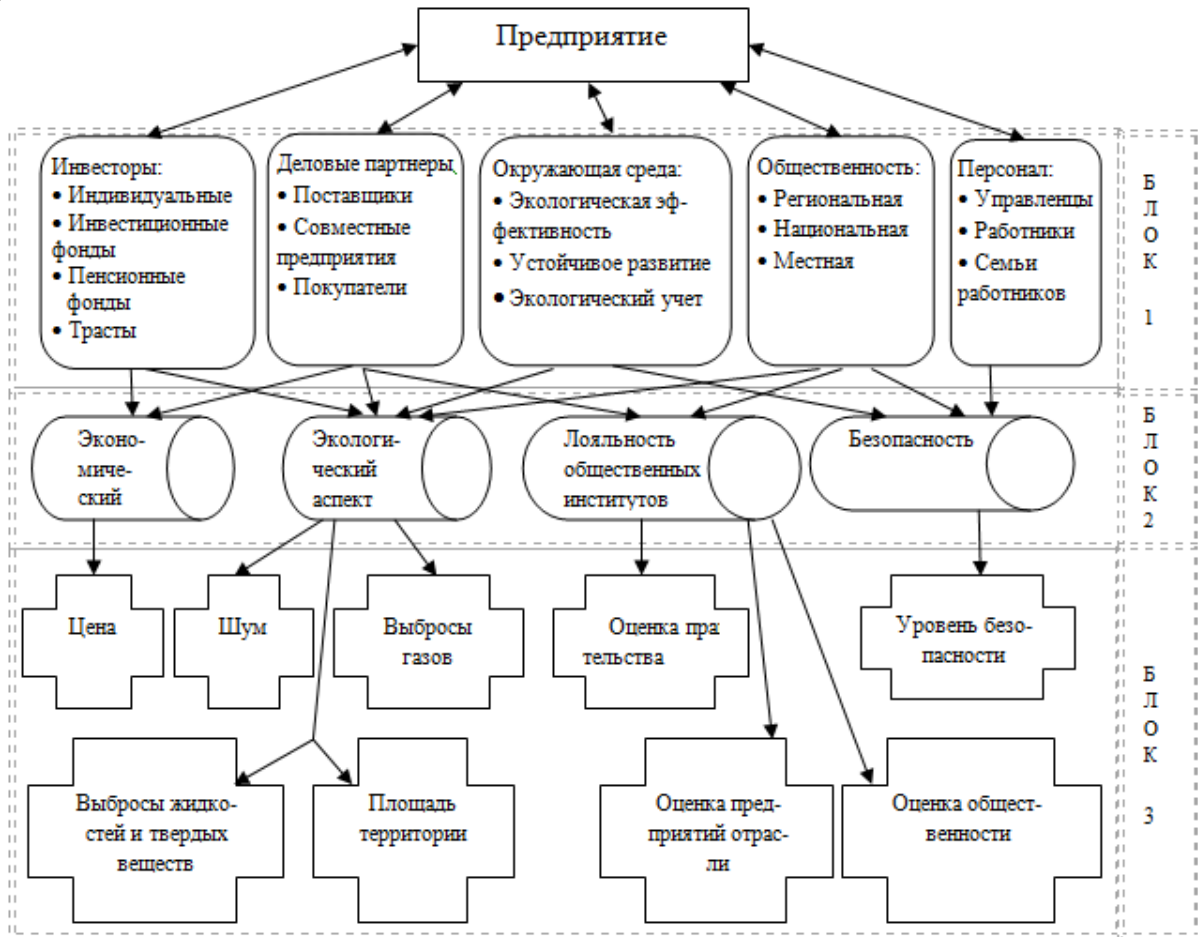 Предприятие
Инвесторы:
• Индивидуальные
• Инвестиционные
фонды
• Пенсионные
фонды
• Трасты
Деловые партнеры
• Поставщики
• Совместные
предприятия
• Покупатели
Окружающая среда:
• Экологическая эф-
фективность
• Устойчивое развитие
• Экологический учет
Общественность:
• Региональная
• Национальная
• Местная
Персонал:
• Управленцы
• Работники
• Семьи
работников
Б
Л
О
К
1
Эконо-
миче-
ский
Экологи-
ческий
аспект
Лояльность
общественных
институтов
Безопасность
Б
Л
О
К
2
Цена
Шум
Выбросы
газов
Оценка пра
тельства
Уровень безо-
пасности
Выбросы жидко-
стей и твердых
веществ
Площадь
территории
Оценка пред-
приятий отрас-
ли
Оценка общест-
венности
Б
Л
О
К
3